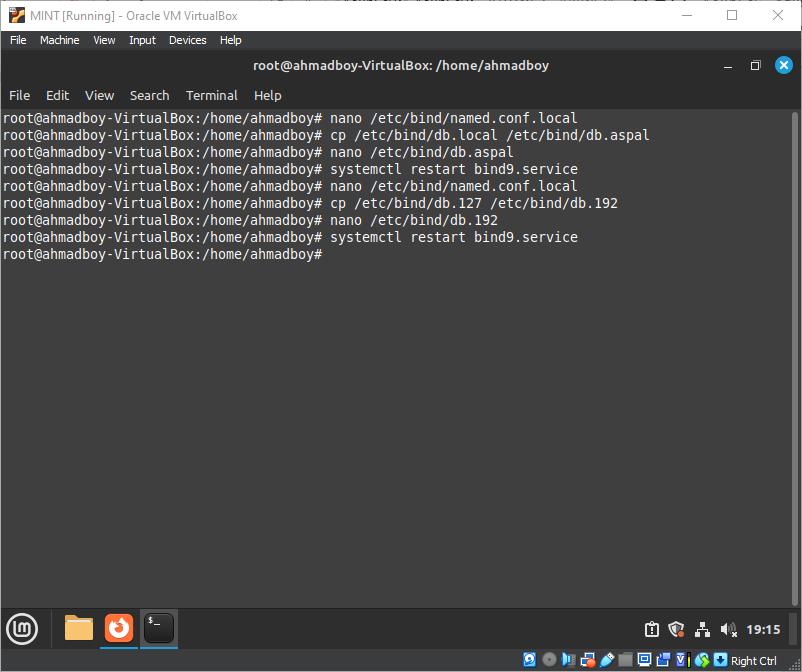 MINT [Running] - Oracle VM VirtualBox
File Machine View Input Devices Help
root@ahmadboy-VirtualBox: /home/ahmadboy
File Edit View Search Terminal Help
root@ahmadboy-VirtualBox:/home/ahmadboy# nano /etc/bind/named.conf.local
root@ahmadboy-VirtualBox:/home/ahmadboy# cp /etc/bind/db.local /etc/bind/db.aspal
root@ahmadboy-VirtualBox:/home/ahmadboy# nano /etc/bind/db.aspal
root@ahmadboy-VirtualBox:/home/ahmadboy# systemctl restart bind9.service
root@ahmadboy-VirtualBox:/home/ahmadboy# nano /etc/bind/named.conf.local
root@ahmadboy-VirtualBox:/home/ahmadboy# cp /etc/bind/db.127 /etc/bind/db.192
root@ahmadboy-VirtualBox:/home/ahmadboy# nano /etc/bind/db.192
root@ahmadboy-VirtualBox:/home/ahmadboy# systemctl restart bind9.service
root@ahmadboy-VirtualBox:/home/ahmadboy#
$-
19:15
Right Ctrl